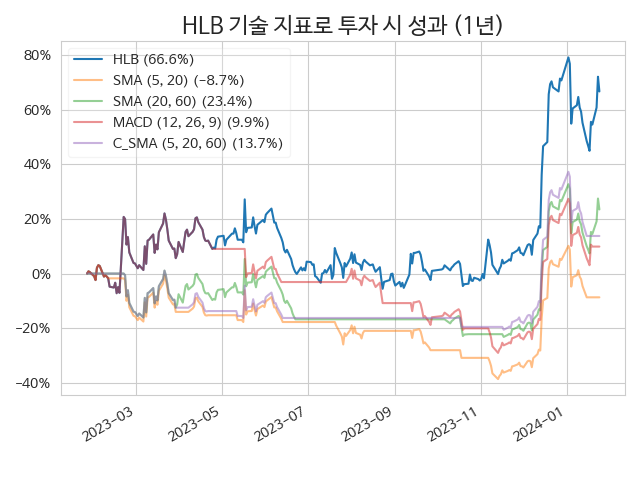 HLB 기술 지표로 투자 시 성과 (1년)
80%
60%
40%
20%
0%
−20%
−40%
HLB (66.6%)
SMA (5, 20) (−8.7%)
SMA (20, 60) (23.4%)
MACD (12, 26, 9) (9.9%)
C_SMA (5, 20, 60) (13.7%)
2023−03
2023−05
2023−07
2023−09
2023−11
2024−01